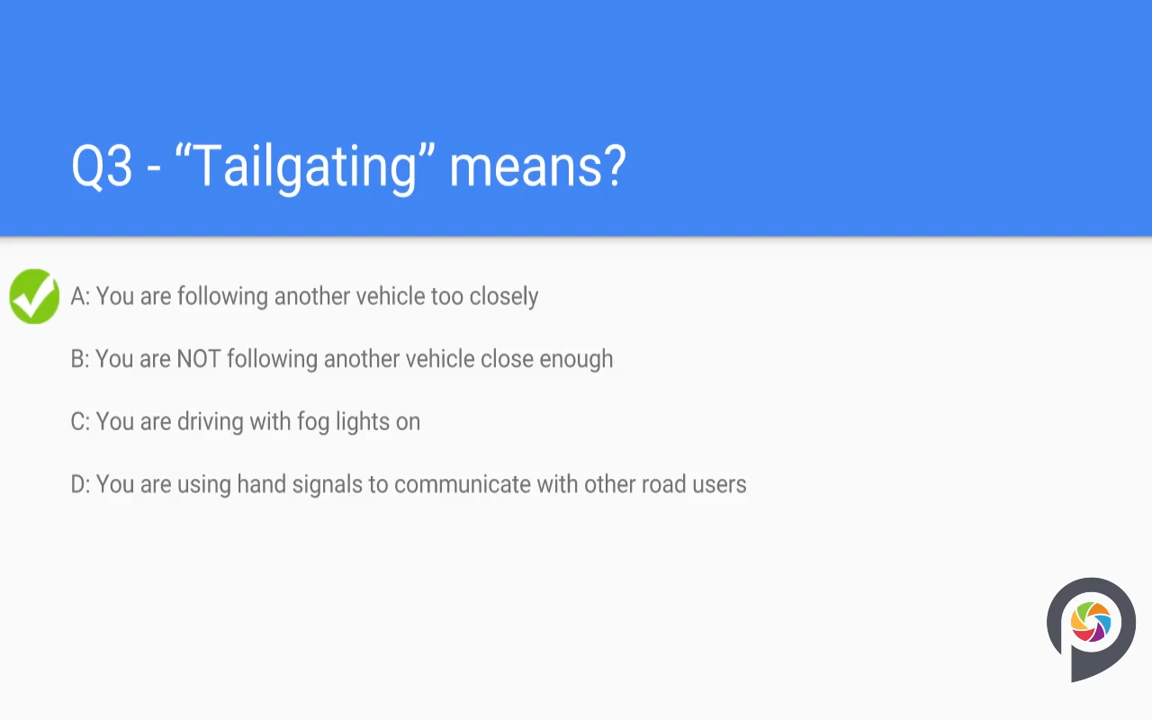 Q3 - “Tailgating” means?
A: You are following another vehicle too closely
B: You are NOT following another vehicle close enough
C: You are driving with fog lights on
D: You are using hand signals to communicate with other road users